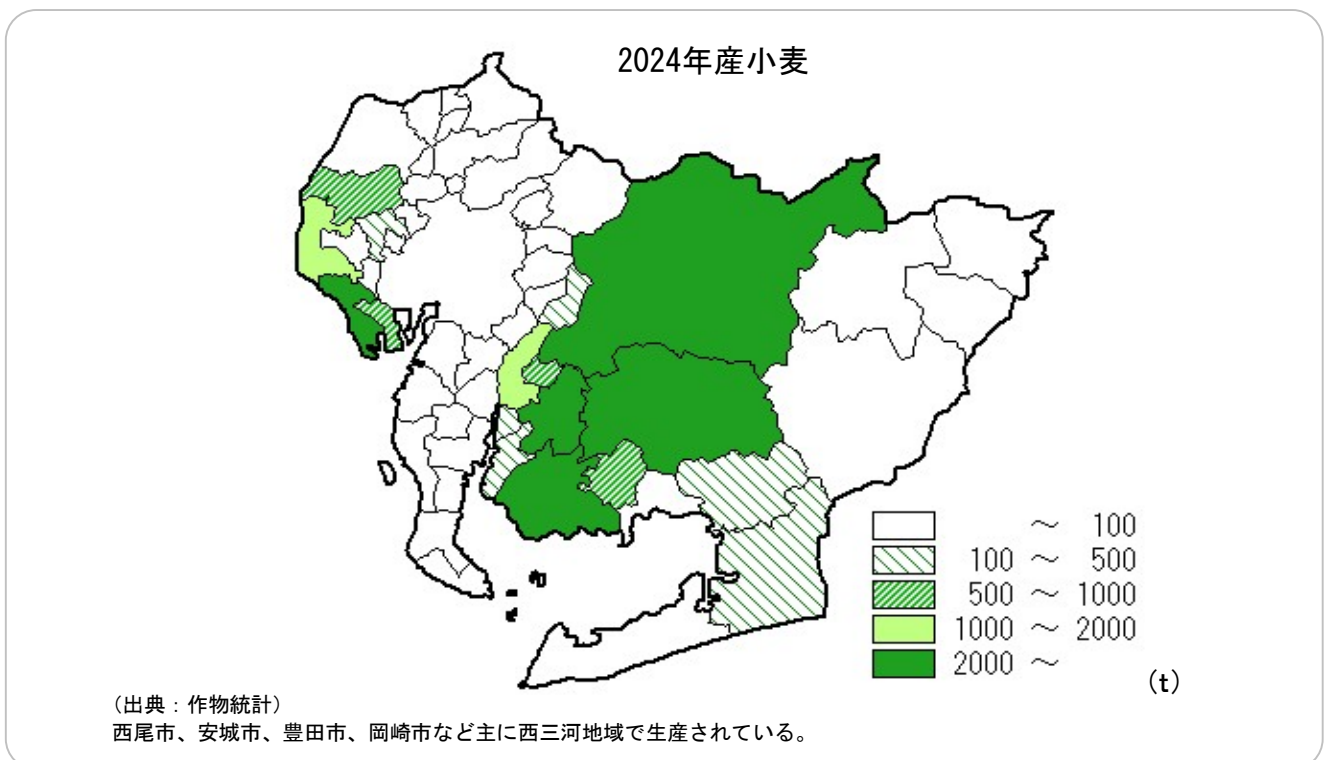 2024年産小麦
～ 100
100 ～ 500
500 ～ 1000
1000 ～ 2000
2000 ～
(t)
（出典：作物統計）
西尾市、安城市、豊田市、岡崎市など主に西三河地域で生産されている。